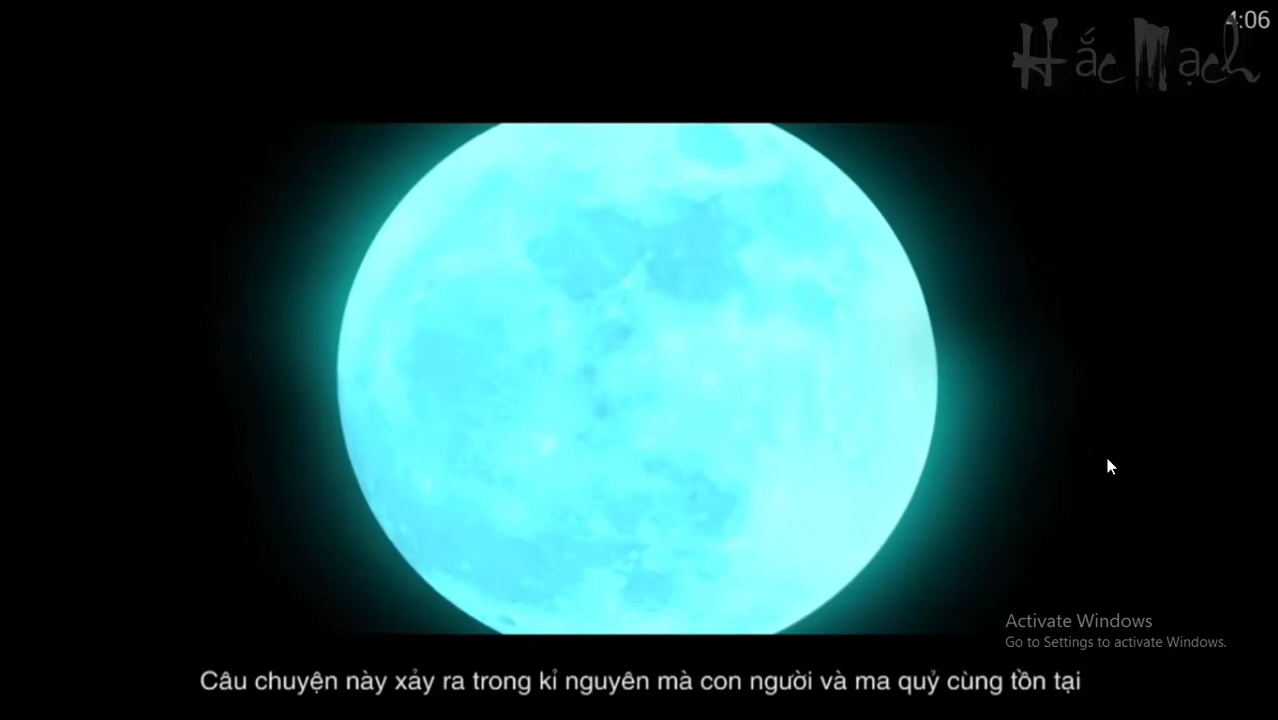 4:06
Hắc Mạch
Activate Windows
Go to Settings to activate Windows.
Câu chuyện này xảy ra trong kỉ nguyên mà con người và ma quỷ cùng tồn tại